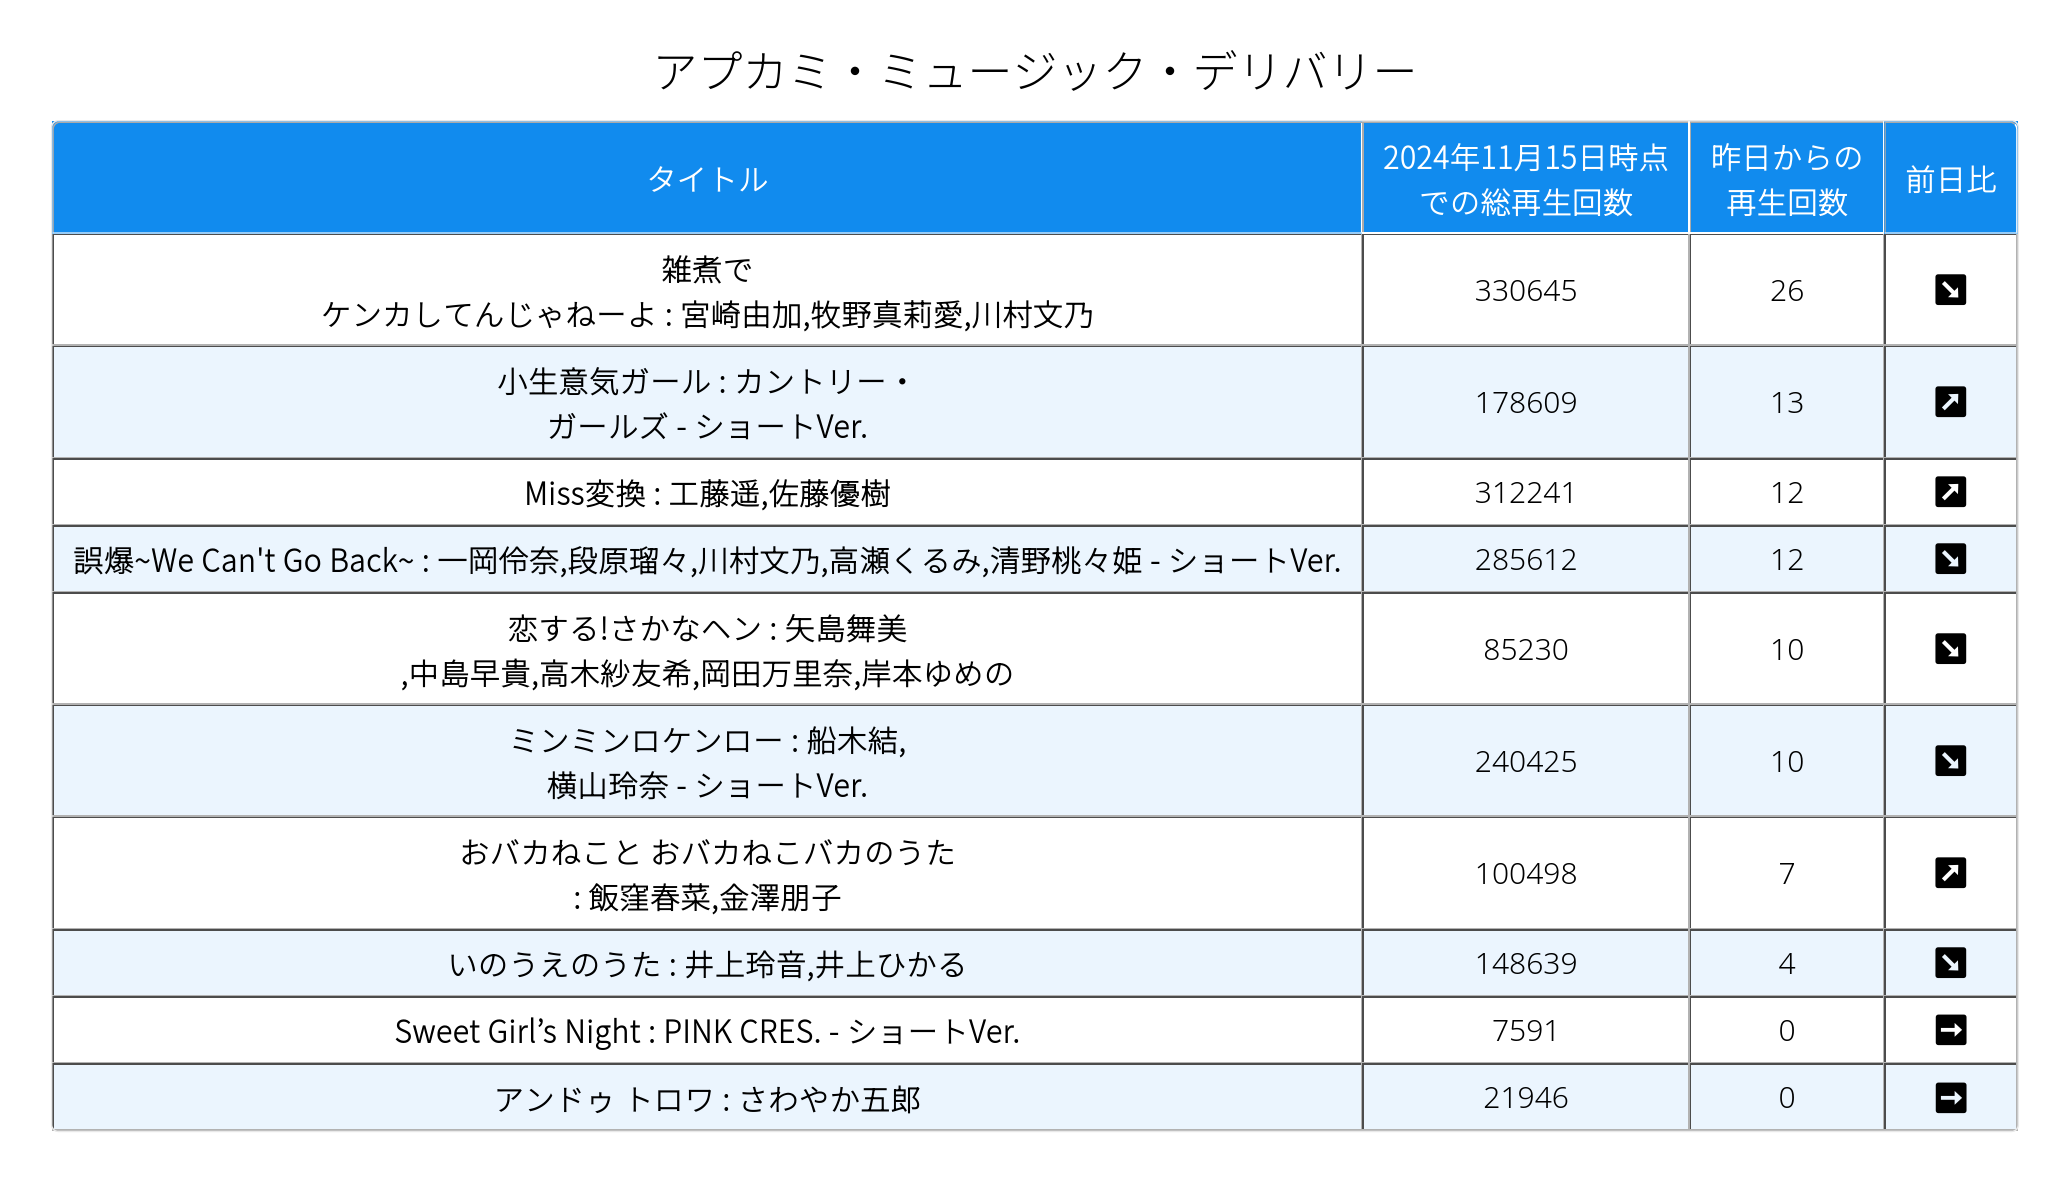 アプカミ・ミュージック・デリバリー
タイトル
2024年11月15日時点
での総再生回数
昨日からの
再生回数
前日比
雑煮で
ケンカしてんじゃねーよ : 宮崎由加,牧野真莉愛,川村文乃
330645
26
↘
小生意気ガール : カントリー・
ガールズ - ショートVer.
178609
13
↗
Miss変換 : 工藤遥,佐藤優樹
312241
12
↗
誤爆~We Can't Go Back~ : 一岡伶奈,段原瑠々,川村文乃,高瀬くるみ,清野桃々姫 - ショートVer.
285612
12
↘
恋する!さかなヘン : 矢島舞美
,中島早貴,高木紗友希,岡田万里奈,岸本ゆめの
85230
10
↘
ミンミンロケンロー : 船木結,
横山玲奈 - ショートVer.
240425
10
↘
おバカねこと おバカねこバカのうた
: 飯窪春菜,金澤朋子
100498
7
↗
いのうえのうた : 井上玲音,井上ひかる
148639
4
↘
Sweet Girl’s Night : PINK CRES. - ショートVer.
7591
0
→
アンドゥ トロワ : さわやか五郎
21946
0
→